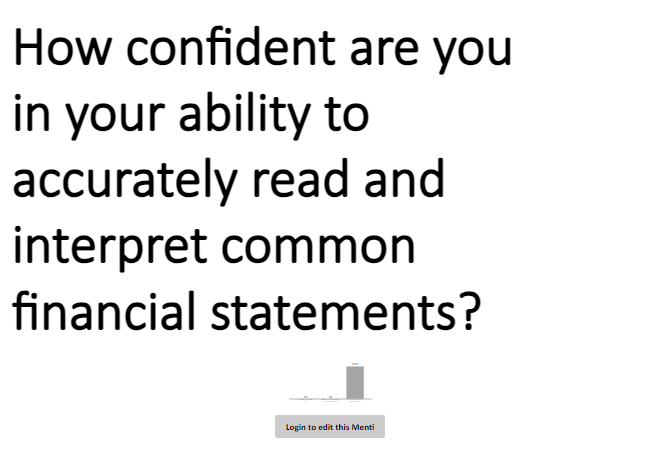 How confident are you
in your ability to
accurately read and
interpret common
financial statements?
Login to edit this Menti